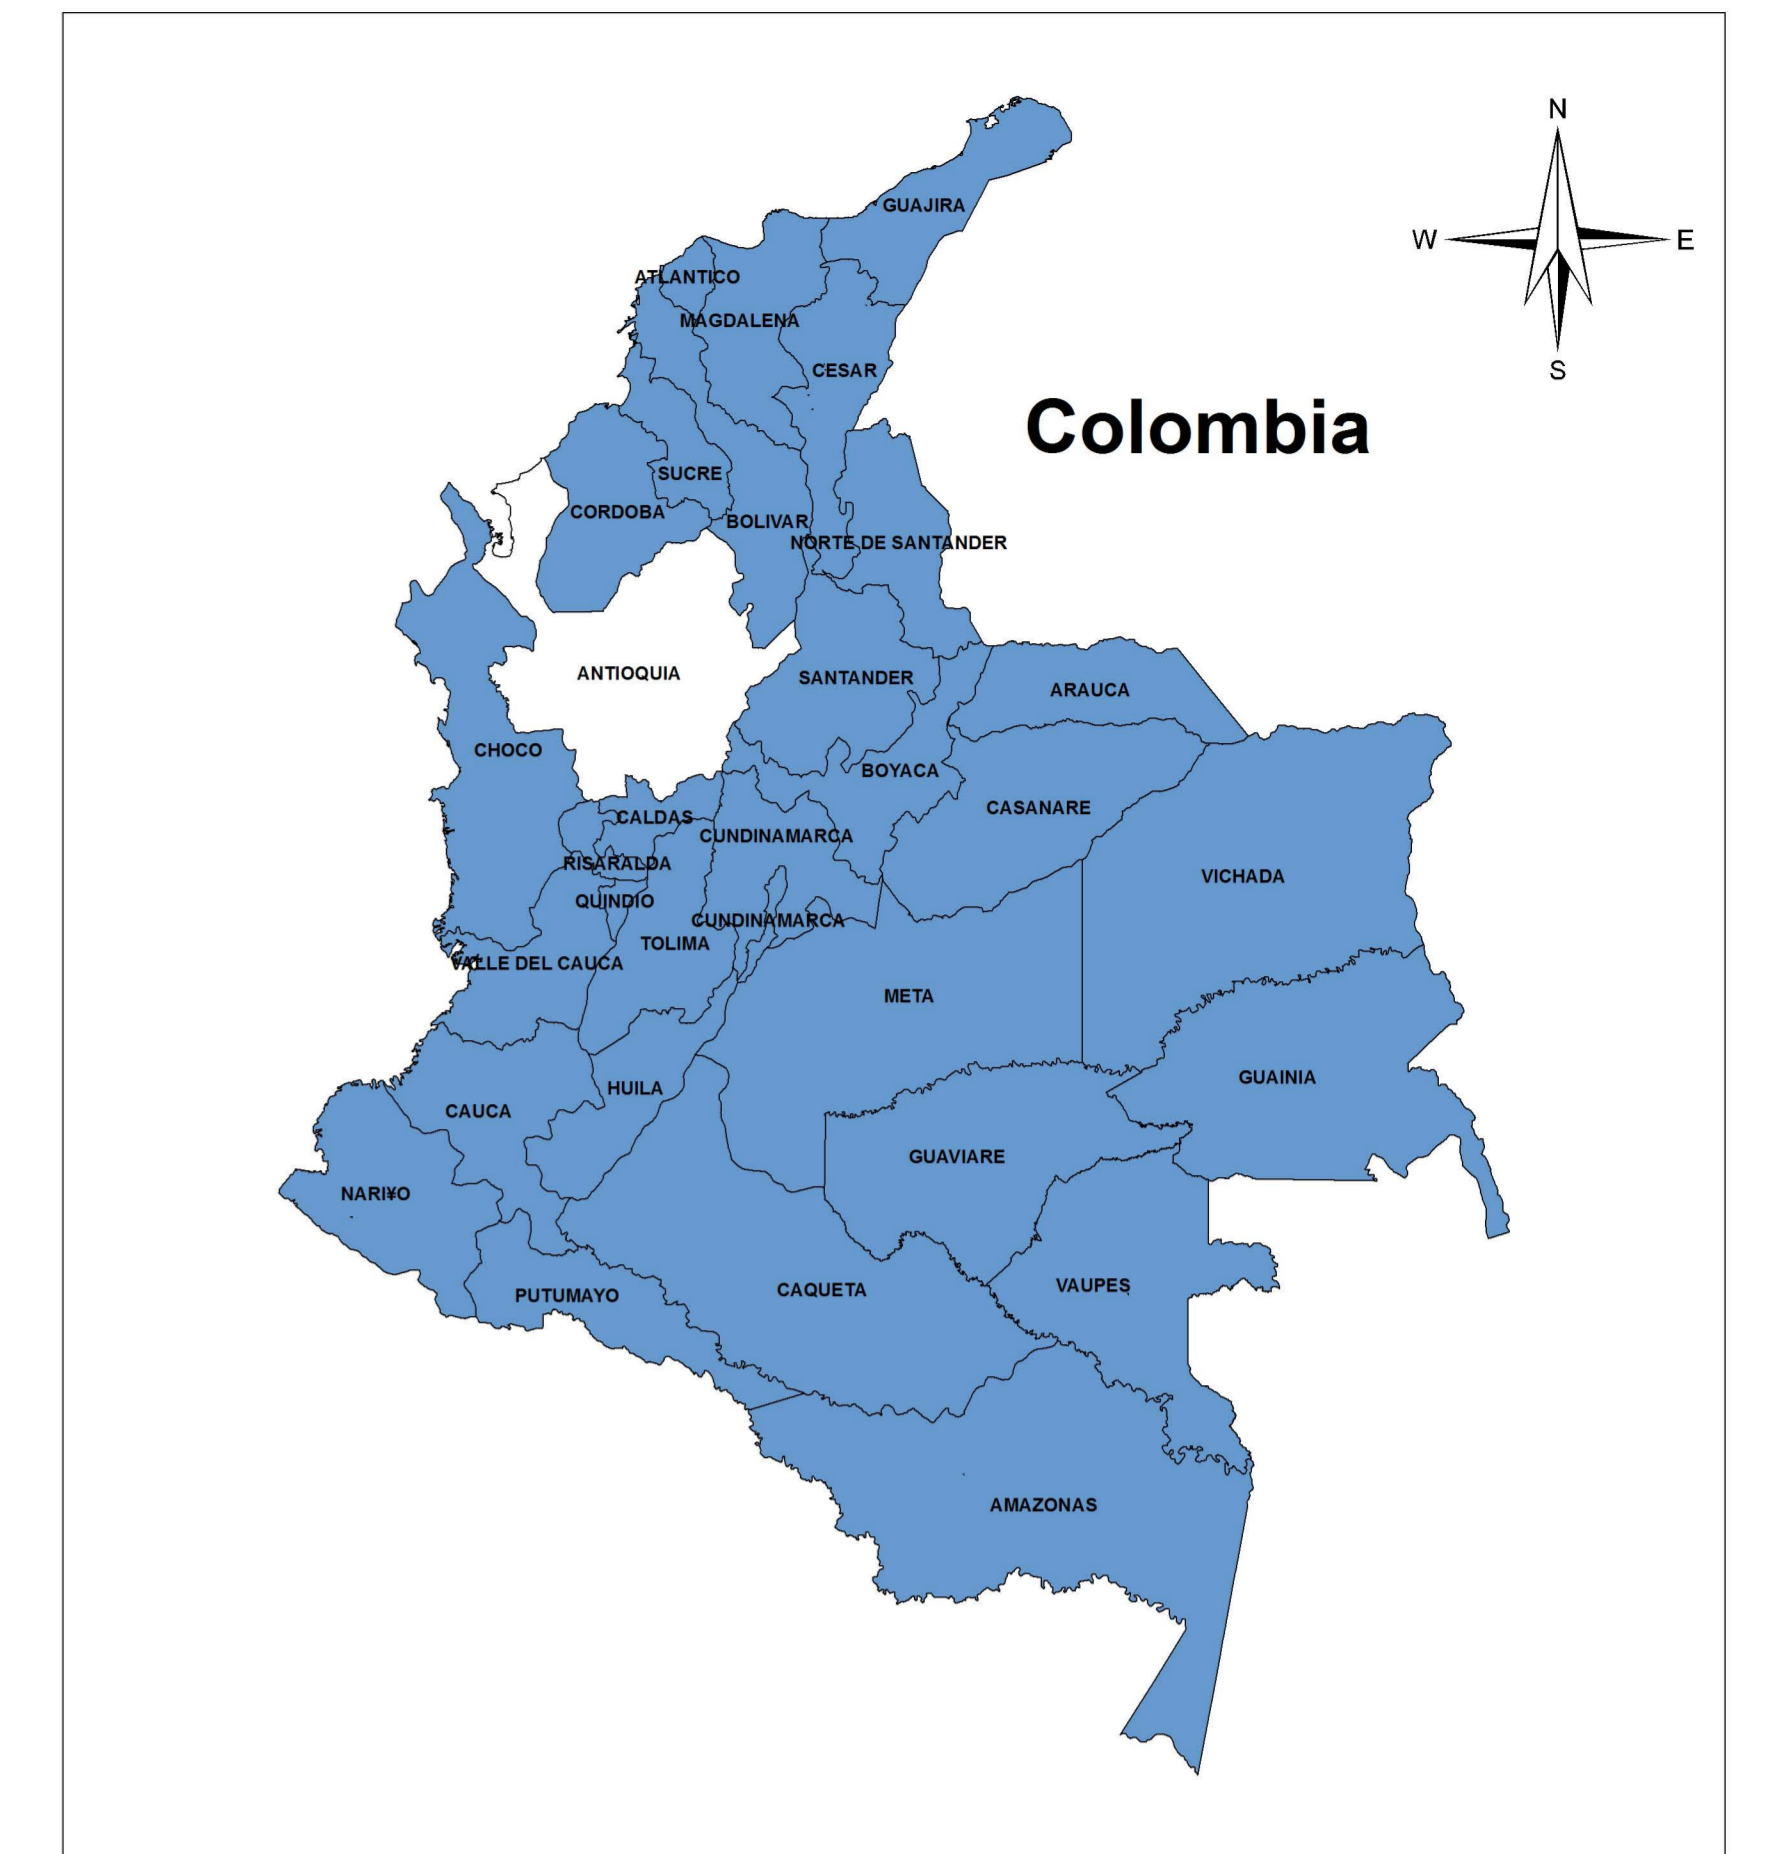 N
GUAJIRA
W
E
ATLANTICO
MAGDALENA
CESAR
S
Colombia
SUCRE
CORDOBA
BOLIVAR
NORTE DE SANTANDER
ANTIOQUIA
SANTANDER
ARAUCA
CHOCO
BOYACA
CASANARE
CALDAS
CUNDINAMARCA
RISARALDA
VICHADA
QUINDIO
CUNDINAMARCA
TOLIMA
VALLE DEL CAUCA
META
GUAINIA
HUILA
CAUCA
GUAVIARE
NARI¥O
VAUPES
CAQUETA
PUTUMAYO
AMAZONAS